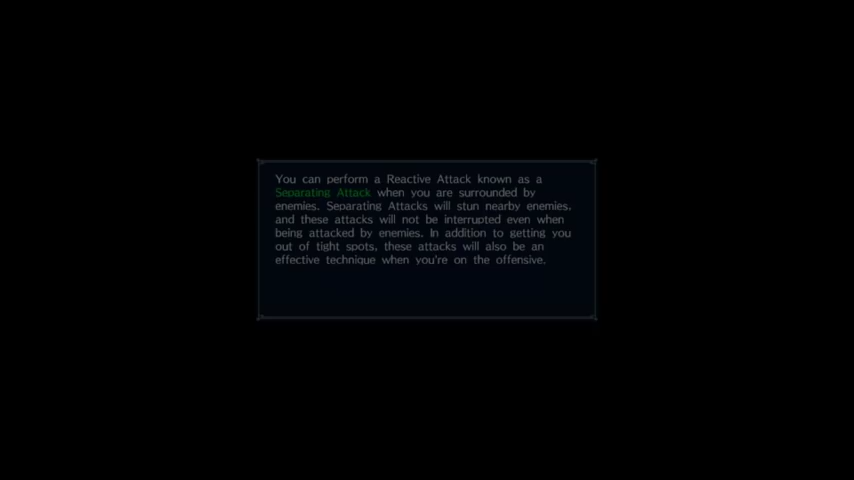 You can perform a Reactive Attack known as a
Separating Attack when you are surrounded by
enemies. Separating Attacks will stun nearby enemies,
and these attacks will not be interrupted even when
being attacked by enemies. In addition to getting you
out of tight spots, these attacks will also be an
effective technique when you're on the offensive.